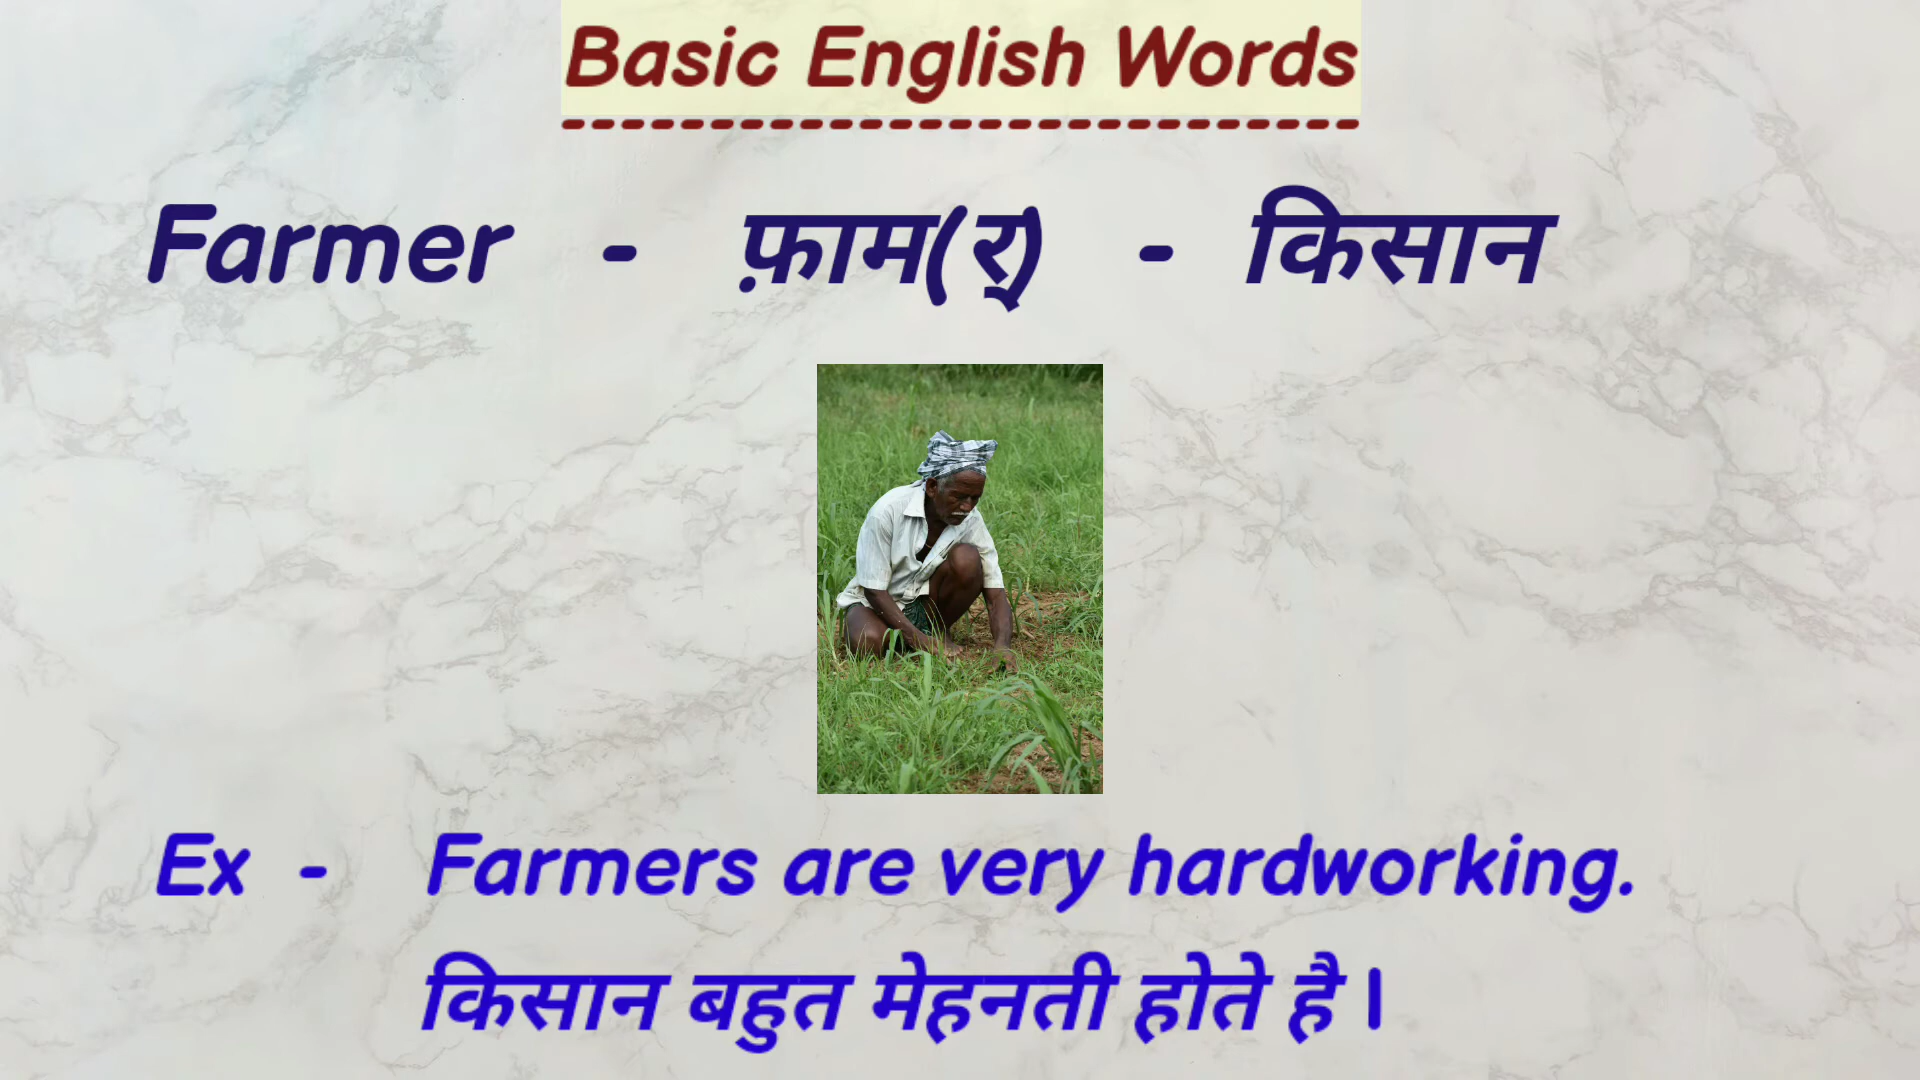 Basic English Words
Farmer - फ़ाम(र्) - किसान
Ex - Farmers are very hardworking.
किसान बहुत मेहनती होते है ।